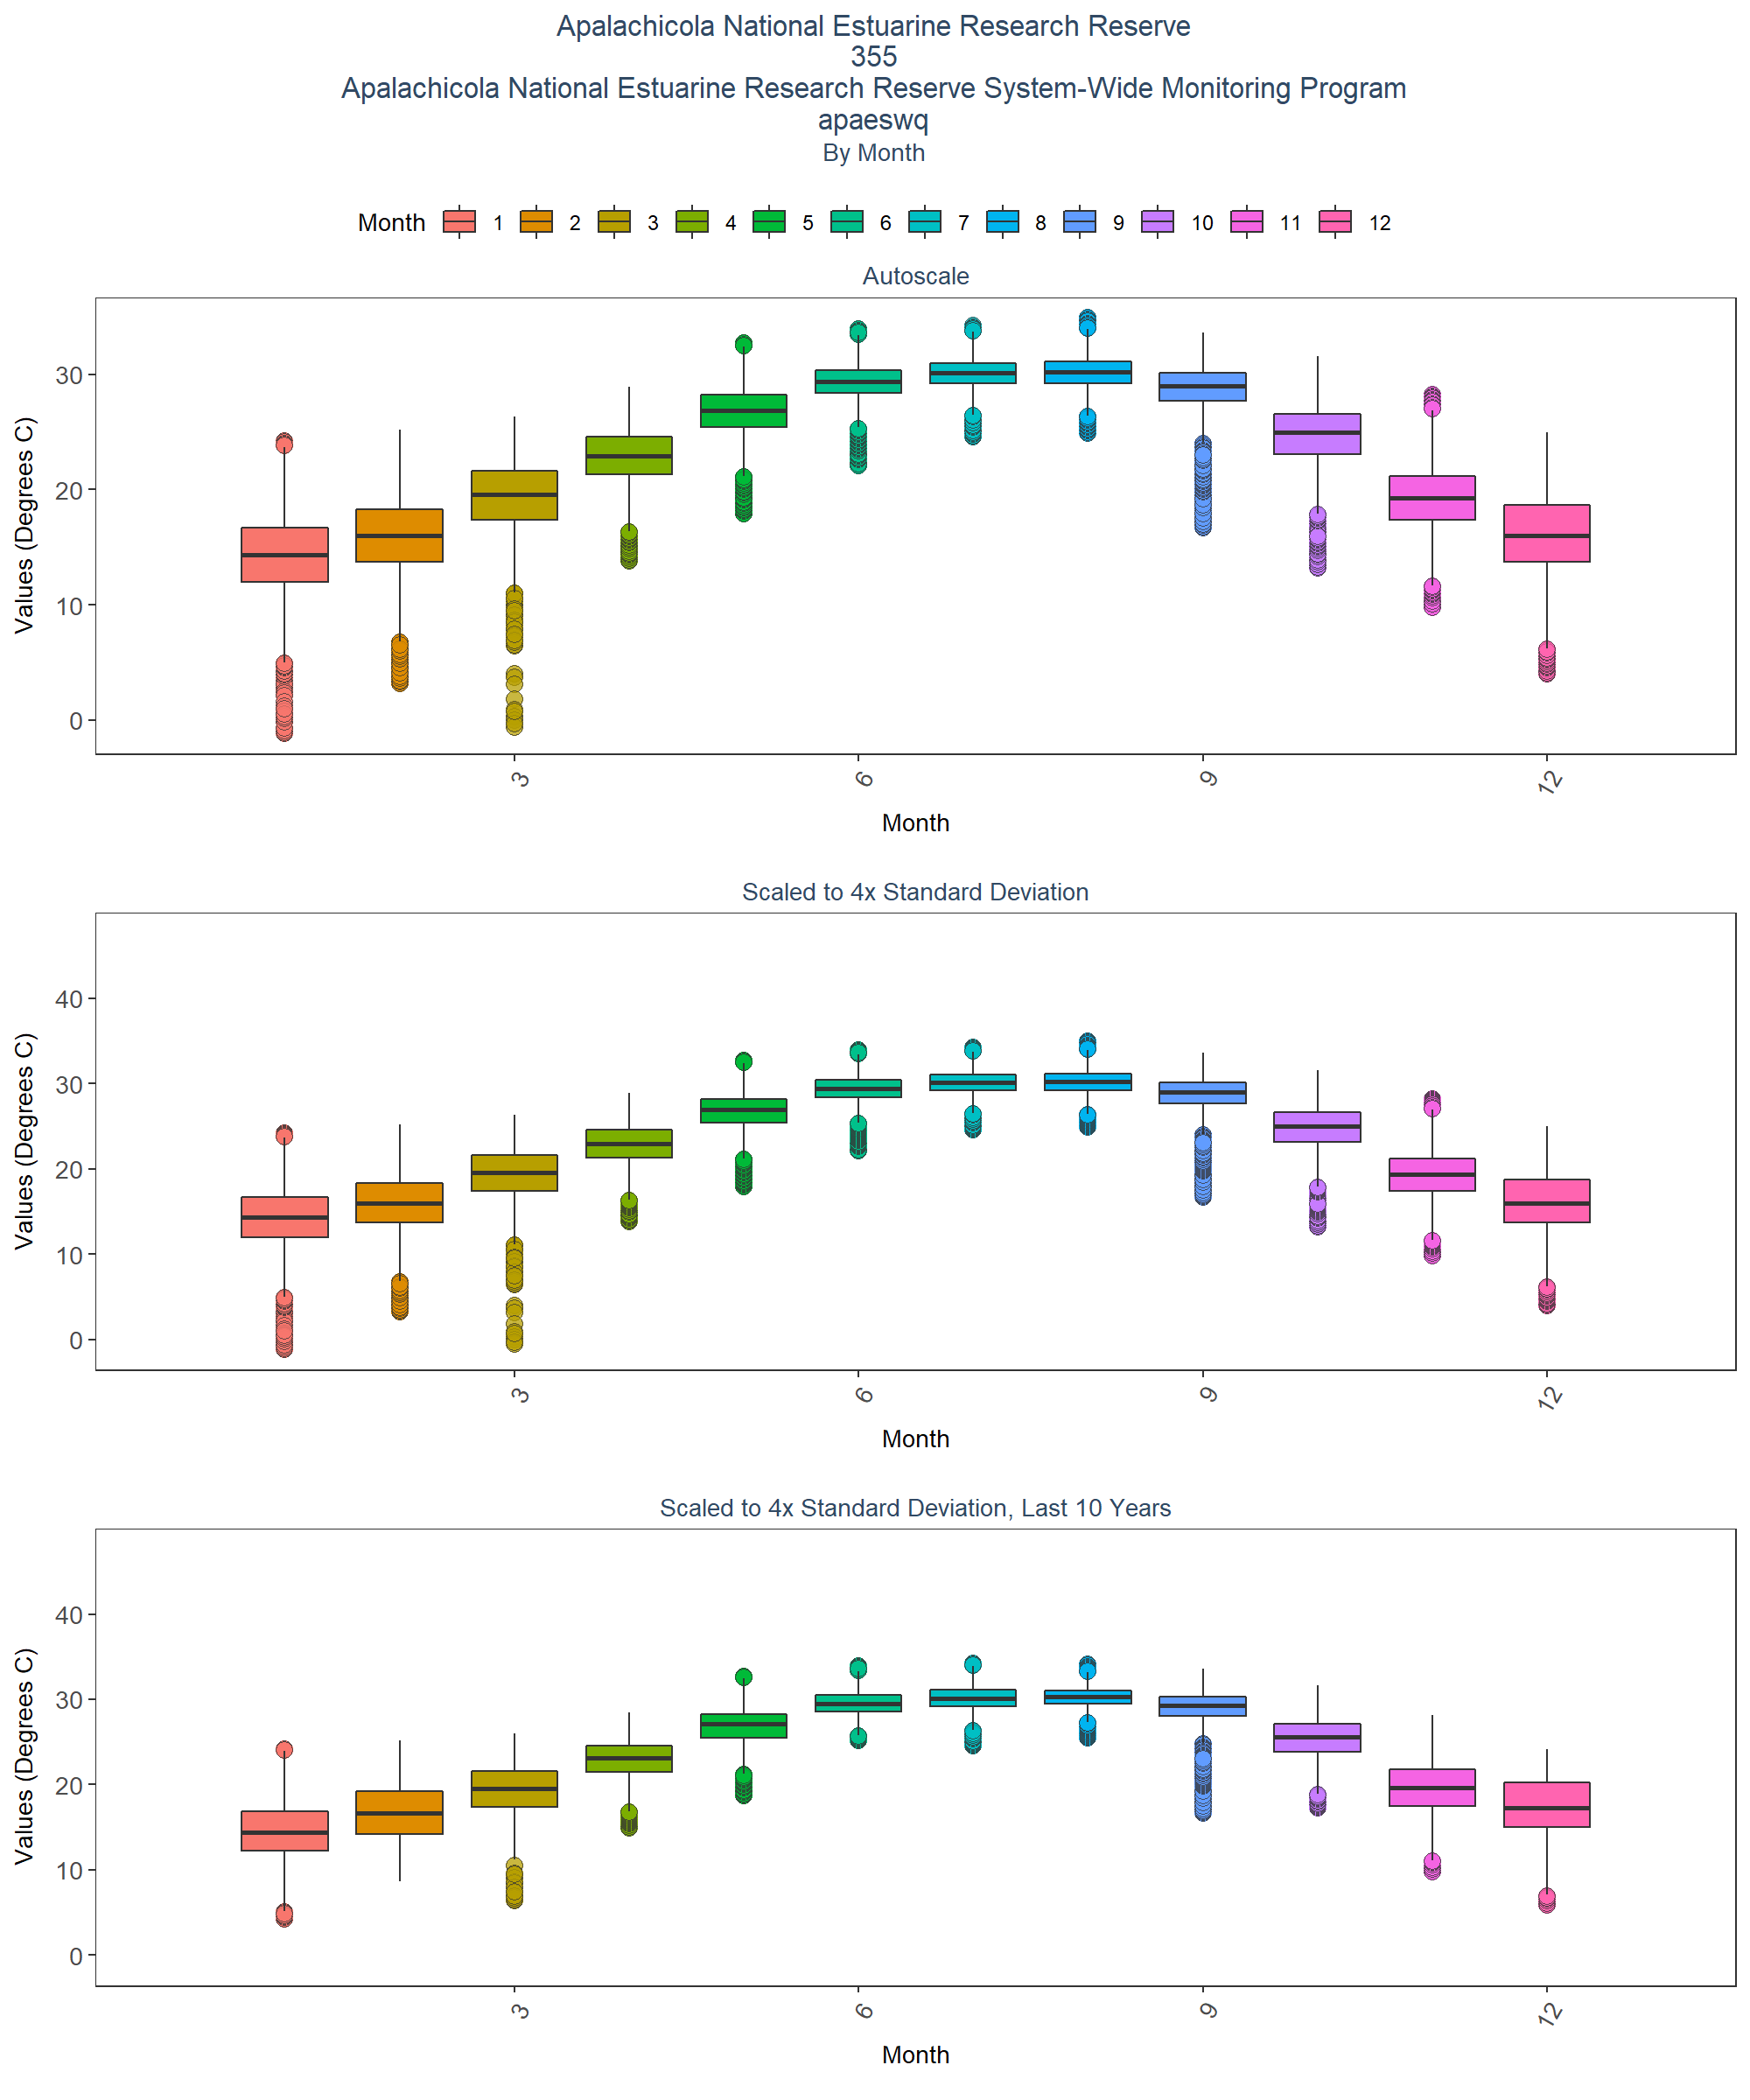 Apalachicola National Estuarine Research Reserve
355
Apalachicola National Estuarine Research Reserve System-Wide Monitoring Program
apaeswq
By Month
Month 1 2 3 4 5 6 7 8 9 10 11 12
Autoscale
Values (Degrees C)
30
20
10
0
3 6 9 12
Month
Scaled to 4x Standard Deviation
Values (Degrees C)
40
30
20
10
0
3 6 9 12
Month
Scaled to 4x Standard Deviation, Last 10 Years
Values (Degrees C)
40
30
20
10
0
3 6 9 12
Month